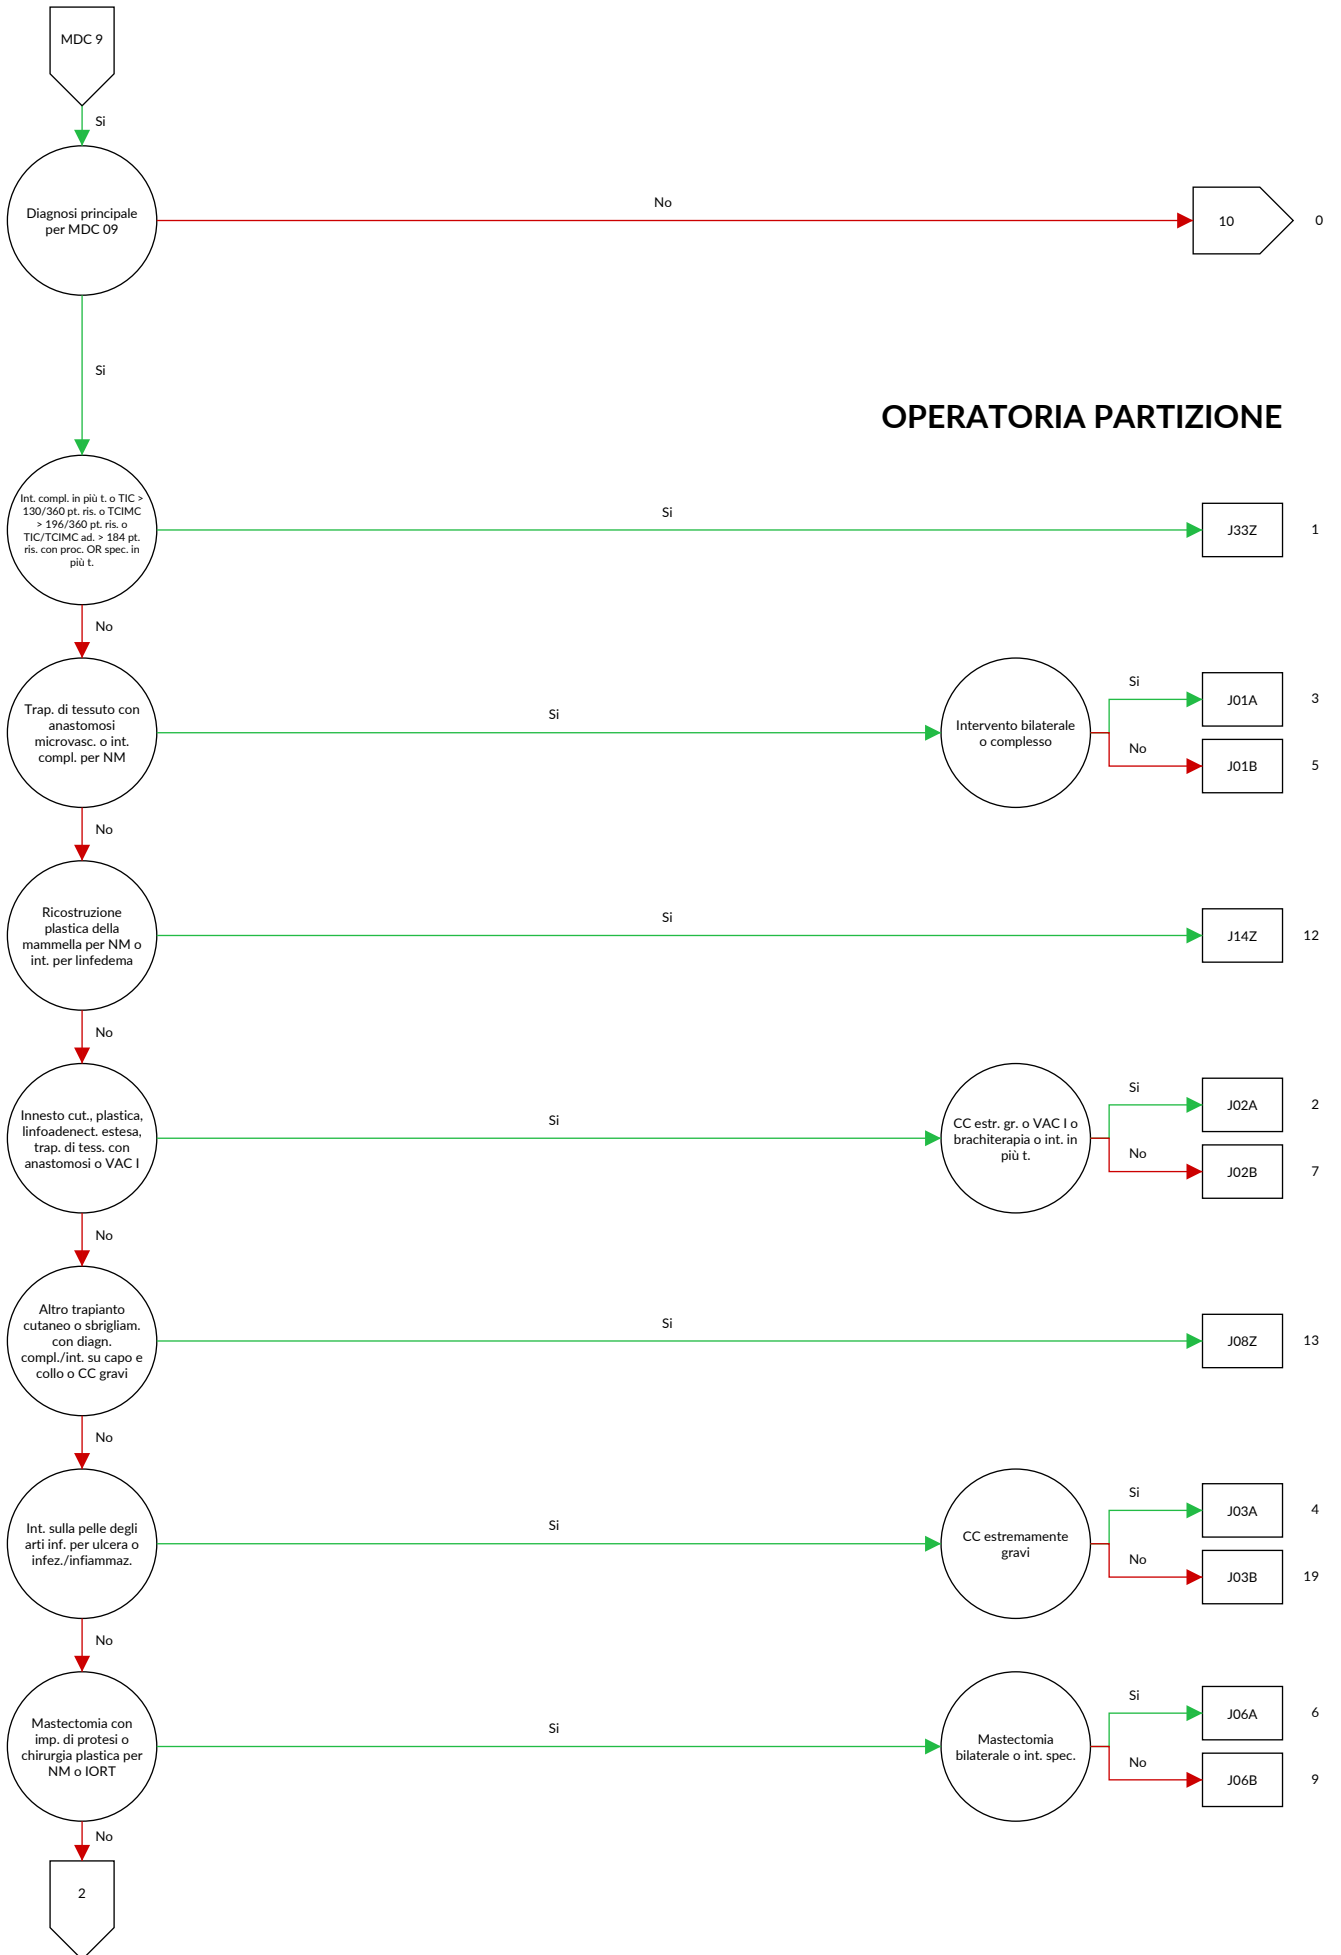 MDC 9
Si
Diagnosi principale
per MDC 09
No
10
0
Si
OPERATORIA PARTIZIONE
Int. compl. in più t. o TIC >
130/360 pt. ris. o TCIMC
> 196/360 pt. ris. o
TIC/TCIMC ad. > 184 pt.
ris. con proc. OR spec. in
più t.
Si
J33Z
1
No
Trap. di tessuto con
anastomosi
microvasc. o int.
compl. per NM
Si
Intervento bilaterale
o complesso
Si
J01A
3
No
J01B
5
No
Ricostruzione
plastica della
mammella per NM o
int. per linfedema
Si
J14Z
12
No
Innesto cut., plastica,
linfoadenect. estesa,
trap. di tess. con
anastomosi o VAC I
Si
CC estr. gr. o VAC I o
brachiterapia o int. in
più t.
Si
J02A
2
No
J02B
7
No
Altro trapianto
cutaneo o sbrigliam.
con diagn.
compl./int. su capo e
collo o CC gravi
Si
J08Z
13
No
Int. sulla pelle degli
arti inf. per ulcera o
infez./infiammaz.
Si
CC estremamente
gravi
Si
J03A
4
No
J03B
19
No
Mastectomia con
imp. di protesi o
chirurgia plastica per
NM o IORT
Si
Mastectomia
bilaterale o int. spec.
Si
J06A
6
No
J06B
9
No
2